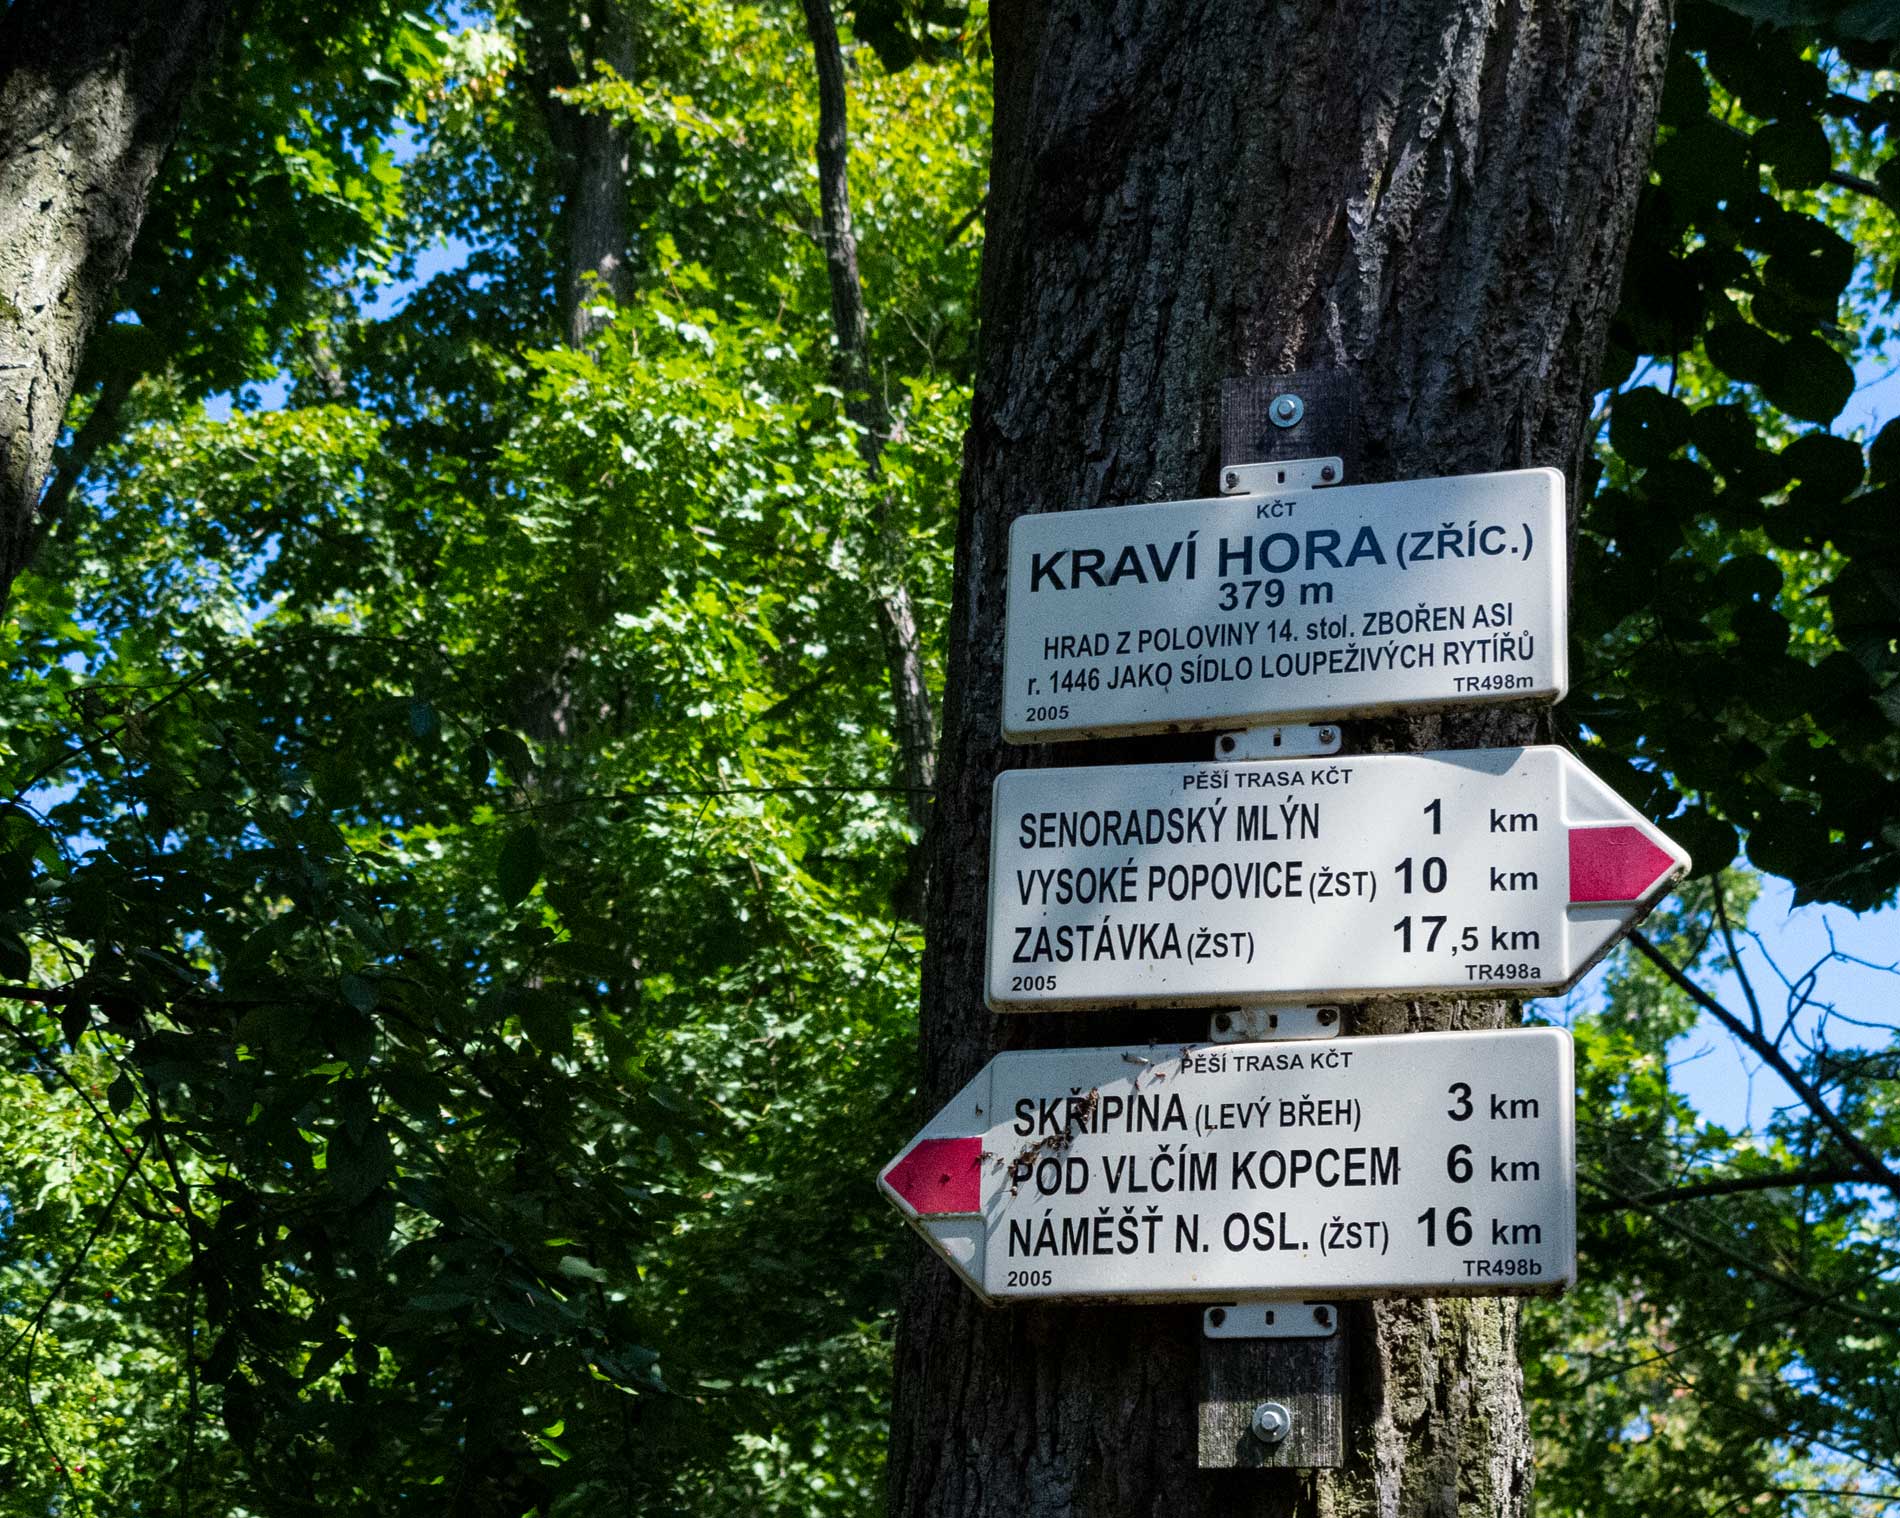 KČT
KRAVÍ HORA (ZŘÍC.)
379 m
HRAD Z POLOVINY 14. stol. ZBOŘEN ASI
r. 1446 JAKO SÍDLO LOUPEŽIVÝCH RYTÍŘŮ
2005 TR498m
PĚŠÍ TRASA KČT
SENORADSKÝ MLÝN 1 km
VYSOKÉ POPOVICE (ŽST) 10 km
ZASTÁVKA (ŽST) 17,5 km
2005 TR498a
PĚŠÍ TRASA KČT
SKŘIPINA (LEVÝ BŘEH) 3 km
POD VLČÍM KOPCEM 6 km
NÁMĚŠŤ N. OSL. (ŽST) 16 km
2005 TR498b